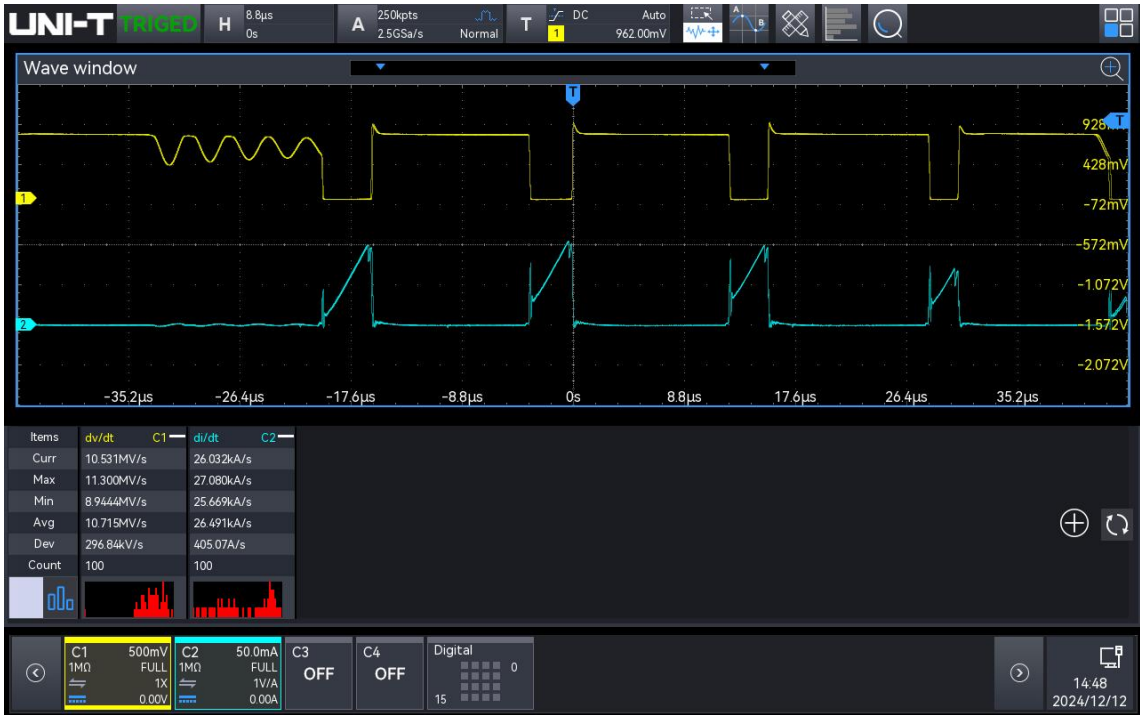 UNI-T TRIGED H 8.8μs 0s A 250kpts 2.5GSa/s Normal T 1 DC Auto 962.00mV A B
Wave window
T
928
T
428mV
1
-72mV
-572mV
-1.072V
2
-1.572V
-2.072V
-35.2μs -26.4μs -17.6μs -8.8μs 0s 8.8μs 17.6μs 26.4μs 35.2μs
Items dv/dt C1 di/dt C2
Curr 10.531MV/s 26.032kA/s
Max 11.300MV/s 27.080kA/s
Min 8.9444MV/s 25.669kA/s
Avg 10.715MV/s 26.491kA/s
Dev 296.84kV/s 405.07A/s
Count 100 100
C1 500mV C2 50.0mA C3 C4 Digital
1MΩ FULL 1MΩ FULL OFF OFF 0
1X 1V/A
0.00V 0.00A 15
14:48
2024/12/12